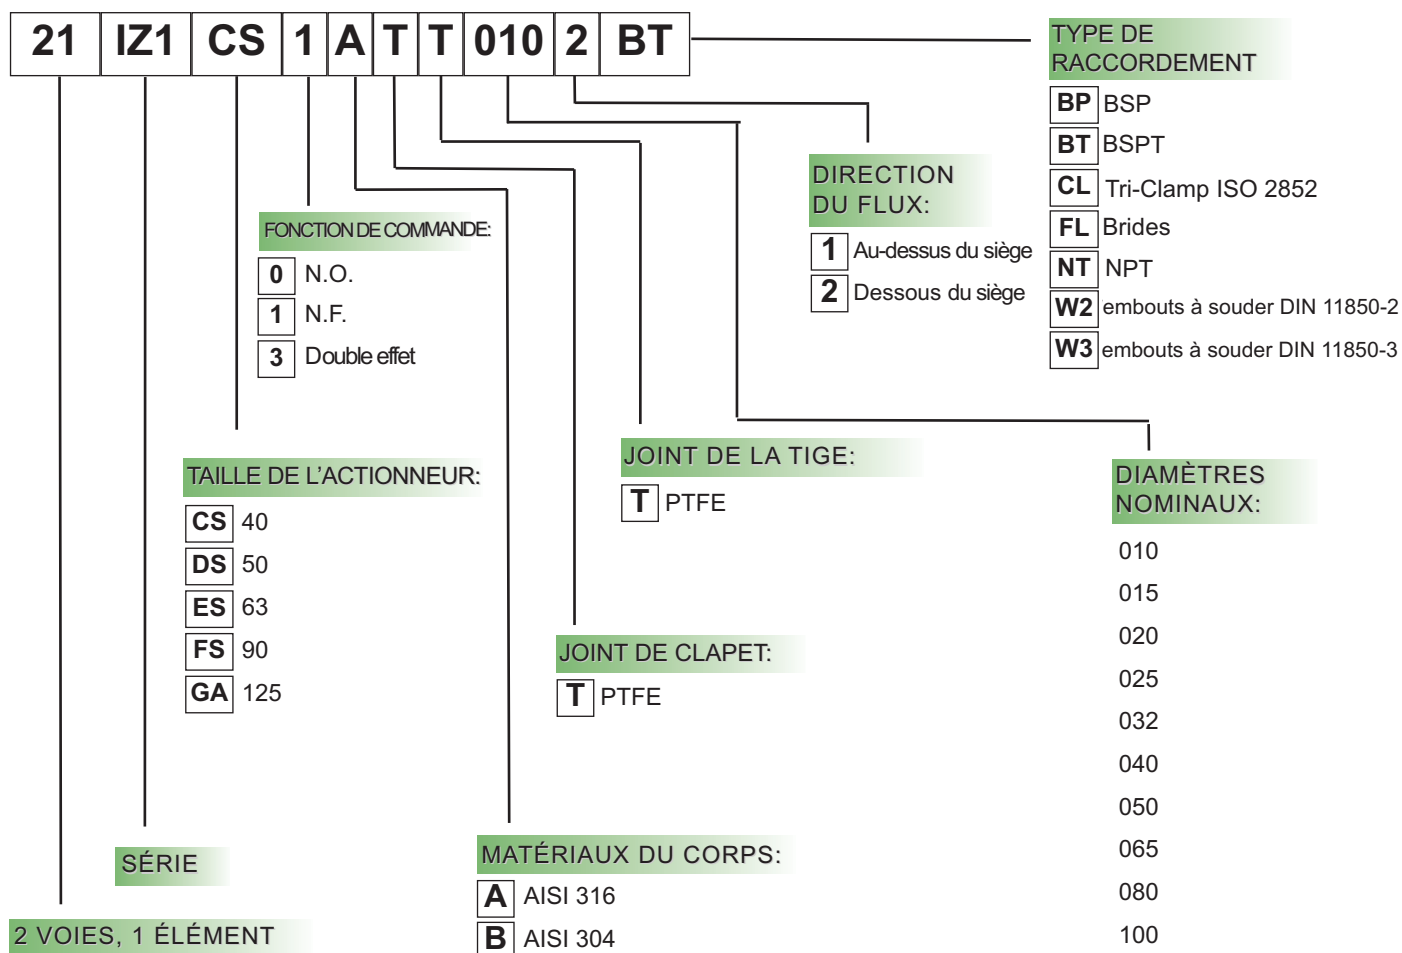 21 IZ1 CS 1 A T T 010 2 BT
TYPE DE
RACCORDEMENT
BP BSP
BT BSPT
CL Tri-Clamp ISO 2852
FL Brides
NT NPT
W2 embouts à souder DIN 11850-2
W3 embouts à souder DIN 11850-3
DIRECTION
DU FLUX:
1 Au-dessus du siège
2 Dessous du siège
FONCTION DE COMMANDE:
0 N.O.
1 N.F.
3 Double effet
TAILLE DE L’ACTIONNEUR:
CS 40
DS 50
ES 63
FS 90
GA 125
JOINT DE LA TIGE:
T PTFE
DIAMÈTRES
NOMINAUX:
010
015
020
025
032
040
050
065
080
100
JOINT DE CLAPET:
T PTFE
MATÉRIAUX DU CORPS:
A AISI 316
B AISI 304
SÉRIE
2 VOIES, 1 ÉLÉMENT